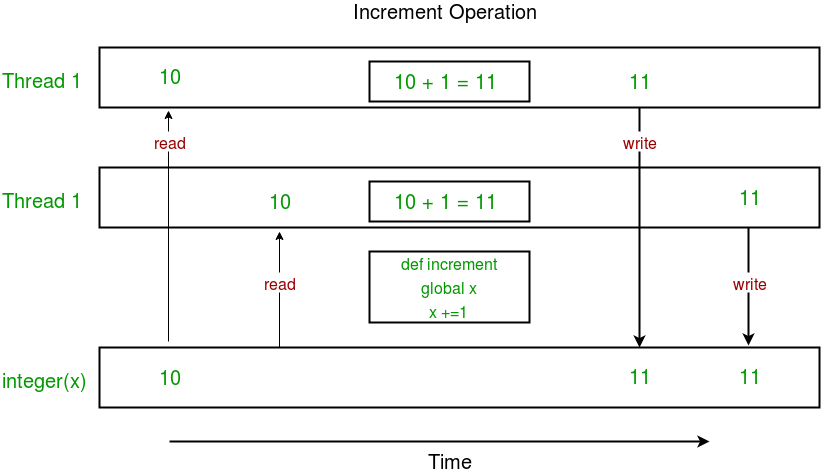 Increment Operation
Thread 1
10
10 + 1 = 11
11
read
write
Thread 1
10
10 + 1 = 11
11
def increment
global x
x +=1
read
write
integer(x)
10
11
11
Time